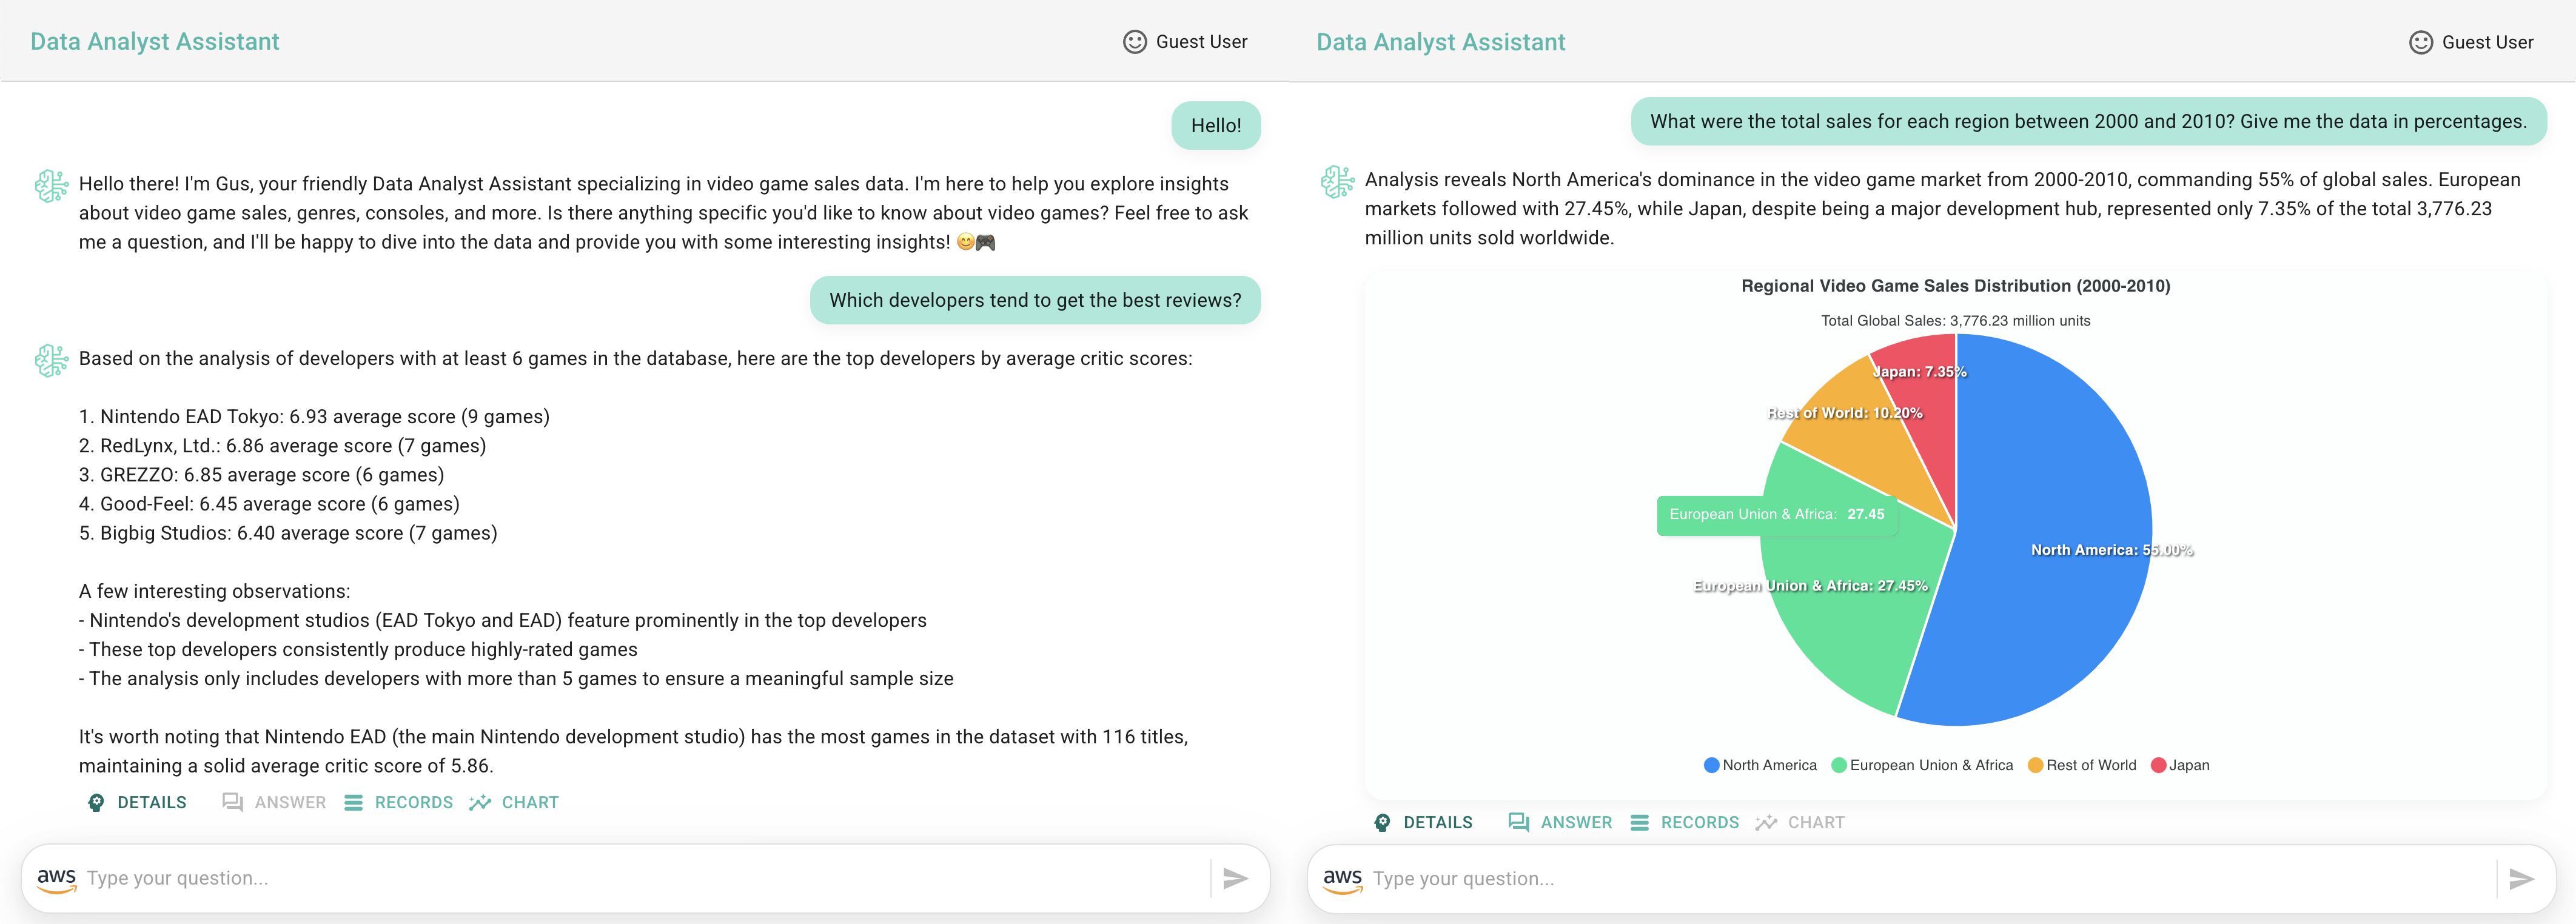 Data Analyst Assistant
Guest User
Hello!
Hello there! I'm Gus, your friendly Data Analyst Assistant specializing in video game sales data. I'm here to help you explore insights
about video game sales, genres, consoles, and more. Is there anything specific you'd like to know about video games? Feel free to ask
me a question, and I'll be happy to dive into the data and provide you with some interesting insights! 😊🎮
Which developers tend to get the best reviews?
Based on the analysis of developers with at least 6 games in the database, here are the top developers by average critic scores:
1. Nintendo EAD Tokyo: 6.93 average score (9 games)
2. RedLynx, Ltd.: 6.86 average score (7 games)
3. GREZZO: 6.85 average score (6 games)
4. Good-Feel: 6.45 average score (6 games)
5. Bigbig Studios: 6.40 average score (7 games)
A few interesting observations:
- Nintendo's development studios (EAD Tokyo and EAD) feature prominently in the top developers
- These top developers consistently produce highly-rated games
- The analysis only includes developers with more than 5 games to ensure a meaningful sample size
It's worth noting that Nintendo EAD (the main Nintendo development studio) has the most games in the dataset with 116 titles,
maintaining a solid average critic score of 5.86.
DETAILS ANSWER RECORDS CHART
aws Type your question...
Data Analyst Assistant
Guest User
What were the total sales for each region between 2000 and 2010? Give me the data in percentages.
Analysis reveals North America's dominance in the video game market from 2000-2010, commanding 55% of global sales. European
markets followed with 27.45%, while Japan, despite being a major development hub, represented only 7.35% of the total 3,776.23
million units sold worldwide.
Regional Video Game Sales Distribution (2000-2010)
Total Global Sales: 3,776.23 million units
Japan: 7.35%
Rest of World: 10.20%
European Union & Africa: 27.45
North America: 55.00%
European Union & Africa: 27.45%
North America European Union & Africa Rest of World Japan
DETAILS ANSWER RECORDS CHART
aws Type your question...